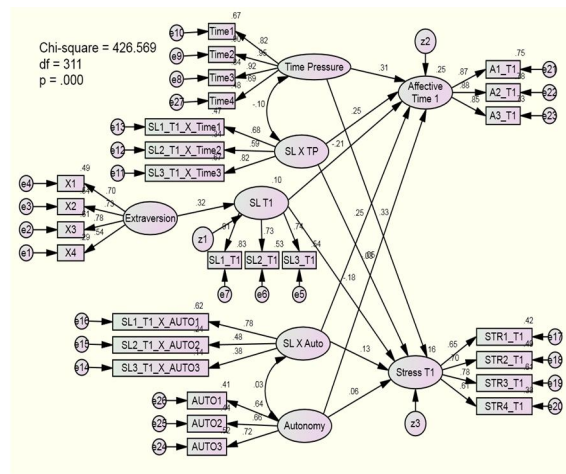 Chi-square = 426.569
df = 311
p = .000
e10 Time1 .67
e9 Time2
e8 Time3
e27 Time4
.82
.95
.92
.69
Time Pressure
.31
z2
.25
Affective Time 1
.87
.88
.85
.75
A1_T1 e21
A2_T1 e22
A3_T1 e23
-.10
.47
e13 SL1_T1_X_Time1
e12 SL2_T1_X_Time2
e11 SL3_T1_X_Time3
.68
.59
.82
SL X TP
.25
-.21
.49
e4 X1
e3 X2
e2 X3
e1 X4
.70
.73
.78
.54
.29
Extraversion
.32
.10
SL T1
z1
.83
.73
.53
.74
.54
SL1_T1 SL2_T1 SL3_T1
e7 e6 e5
.25
.33
-.18
.62
e16 SL1_T1_X_AUTO1
e15 SL2_T1_X_AUTO2
e14 SL3_T1_X_AUTO3
.78
.48
.38
SL X Auto
.13
.16
Stress T1
z3
.42
.65
.70
.78
.61
STR1_T1 e17
STR2_T1 e18
STR3_T1 e19
STR4_T1 e20
.03
.06
.41
e26 AUTO1
e25 AUTO2
e24 AUTO3
.64
.66
.72
Autonomy